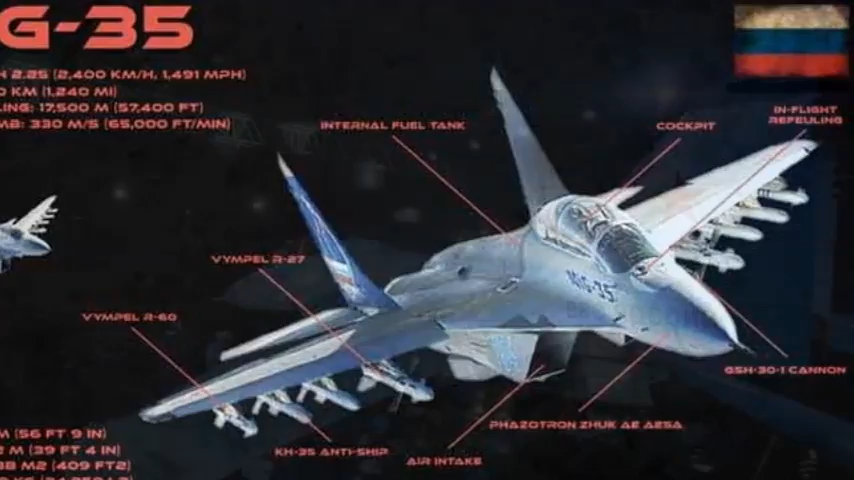 G-35
H 2.25 (2,400 KM/H, 1,491 MPH)
0 KM (1,240 MI)
LING: 17,500 M (57,400 FT)
MB: 330 M/S (65,000 FT/MIN)
INTERNAL FUEL TANK
COCKPIT
IN-FLIGHT
REFEULING
VYMPEL R-27
MIG-35
VYMPEL R-60
GSH-30-1 CANNON
PHAZOTRON ZHUK AE AESA
KH-35 ANTI-SHIP
AIR INTAKE
M (56 FT 9 IN)
M (39 FT 4 IN)
M2 (409 FT2)